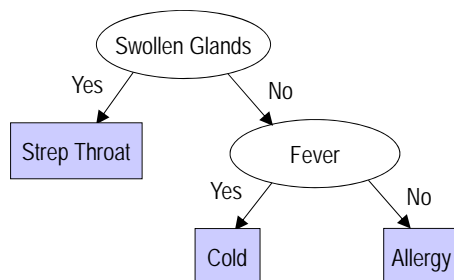 Swollen Glands
Yes
No
Strep Throat
Fever
Yes
No
Cold
Allergy